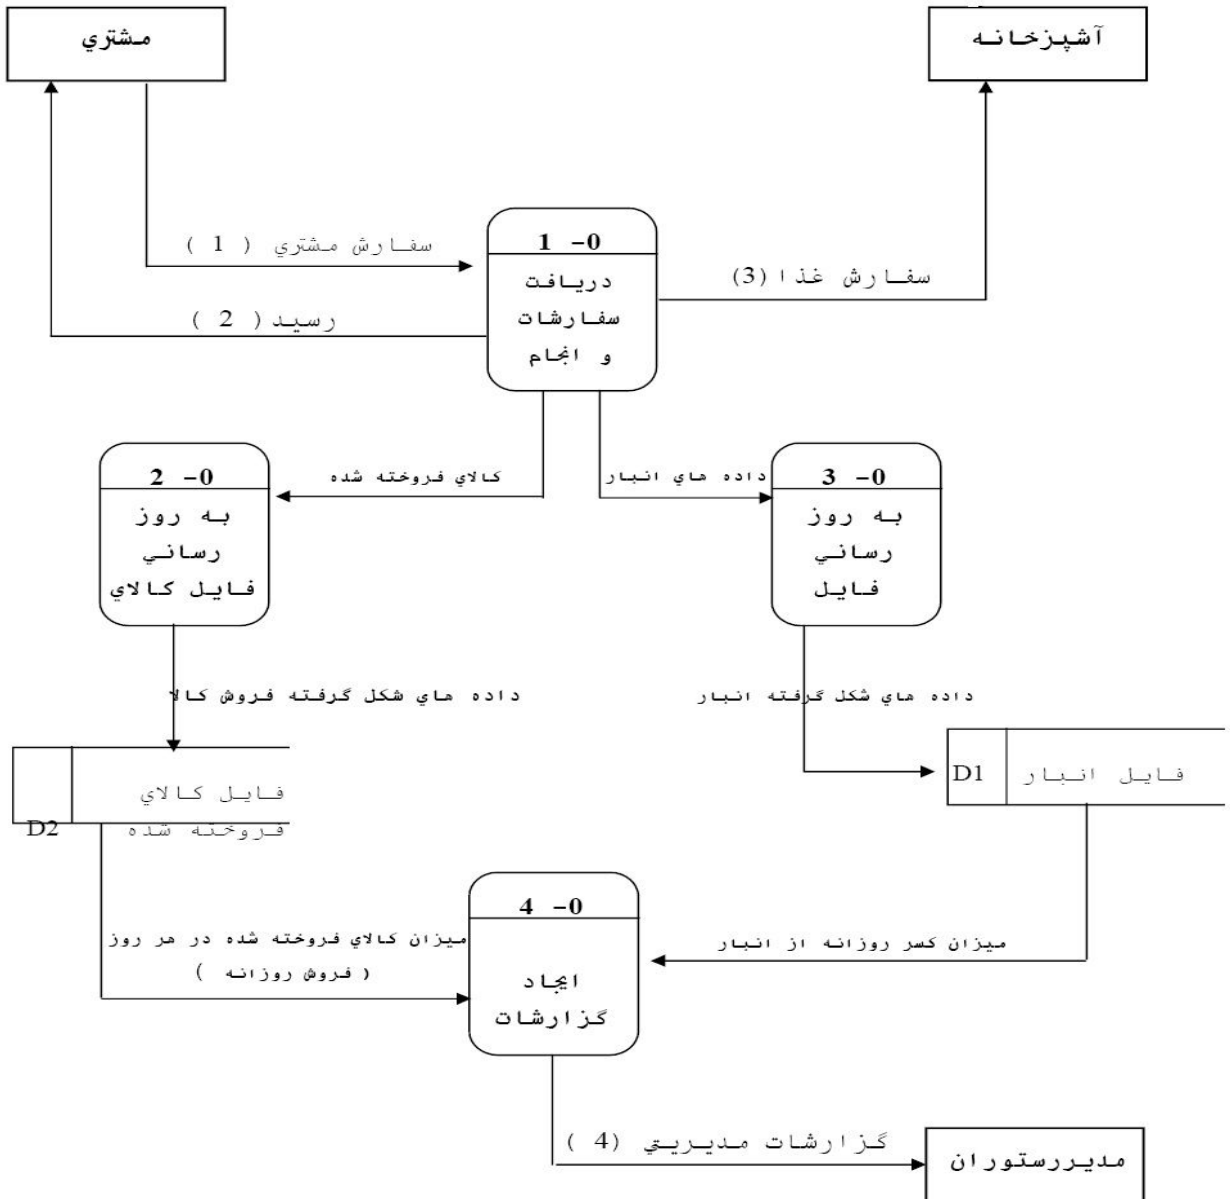 مشتري
آشپزخانه
1 -0
دريافت
سفارشات
و انجام
سفارش مشتري ( 1 )
رسيد ( 2 )
سفارش غذا (3)
2 -0
به روز
رساني
فايل كالاي
كالاي فروخته شده
داده هاي انبار
3 -0
به روز
رساني
فايل
داده هاي شكل گرفته فروش كالا
داده هاي شكل گرفته انبار
D2
فايل كالاي
فروخته شده
D1
فايل انبار
4 -0
ايجاد
گزارشات
ميزان كالاي فروخته شده در هر روز
( فروش روزانه )
ميزان كسر روزانه از انبار
گزارشات مديريتي (4 )
مديررستوران